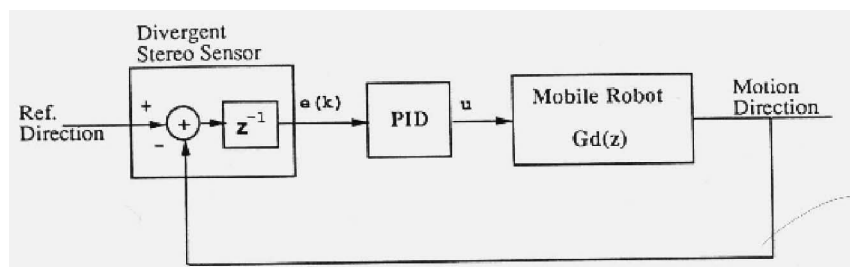 Divergent
Stereo Sensor
Ref.
Direction
+
-
+
z⁻¹
e(k)
PID
u
Mobile Robot
Gd(z)
Motion
Direction